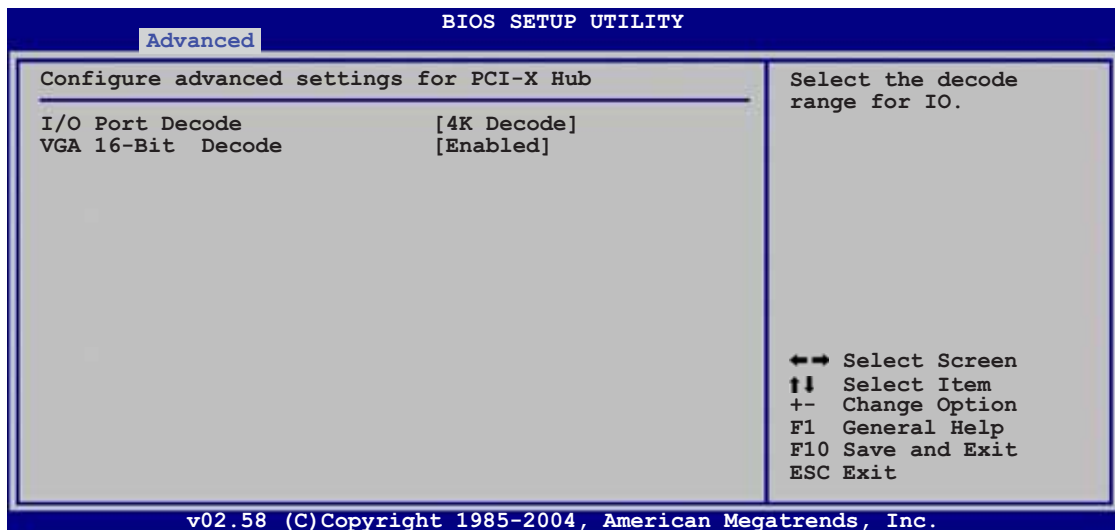 BIOS SETUP UTILITY
Advanced
Configure advanced settings for PCI-X Hub
I/O Port Decode [4K Decode]
VGA 16-Bit Decode [Enabled]
Select the decode
range for IO.
←→ Select Screen
↑↓ Select Item
+- Change Option
F1 General Help
F10 Save and Exit
ESC Exit
v02.58 (C)Copyright 1985-2004, American Megatrends, Inc.